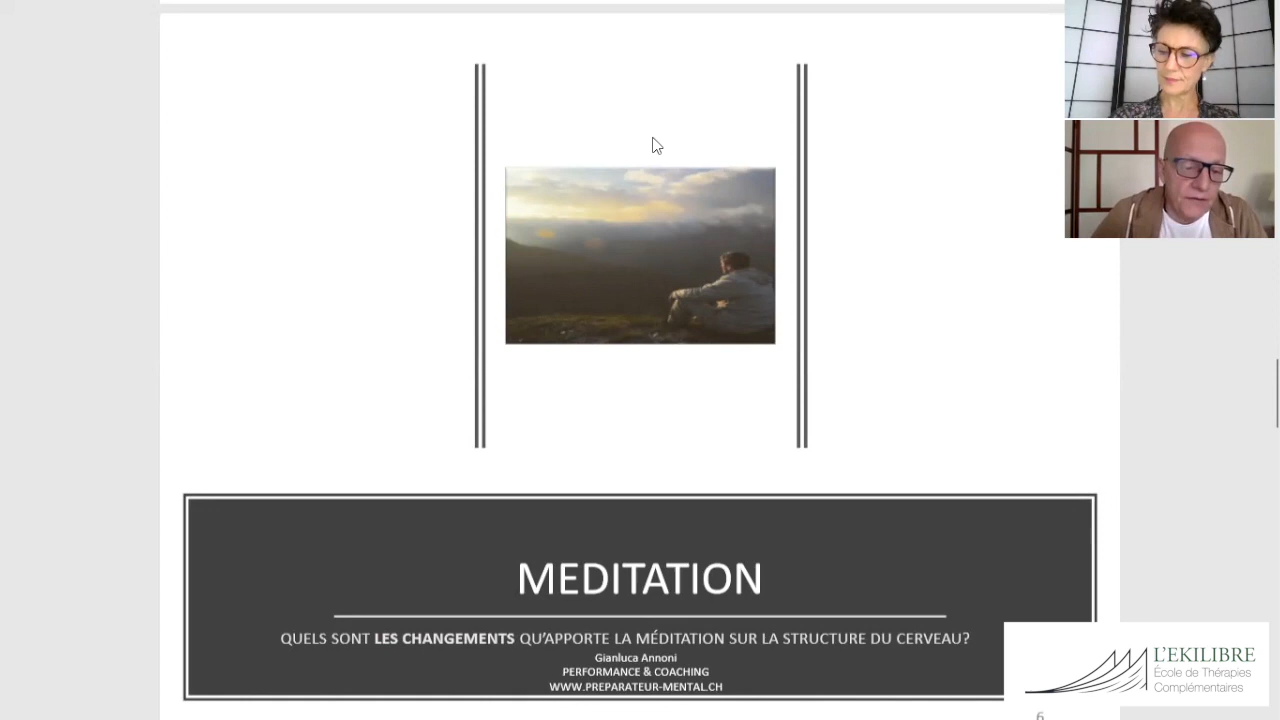 MEDITATION
QUELS SONT LES CHANGEMENTS QU'APPORTE LA MÉDITATION SUR LA STRUCTURE DU CERVEAU?
Gianluca Annoni
PERFORMANCE & COACHING
WWW.PREPARATEUR-MENTAL.CH
L'EKILIBRE
École de Thérapies
Complémentaires
6